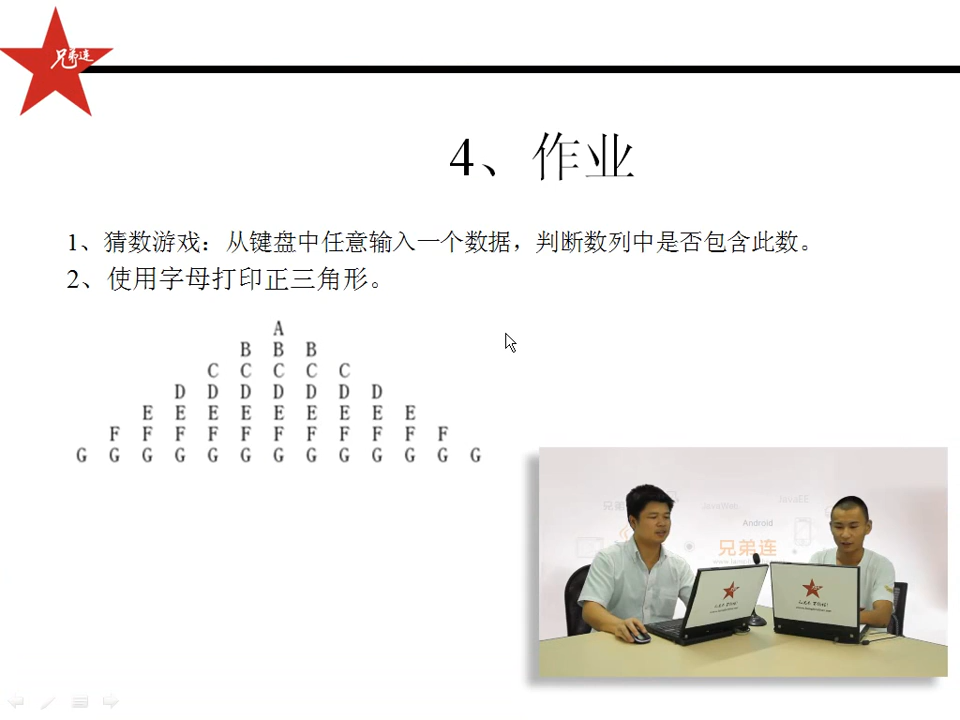 兄弟连
4、作业
1、猜数游戏：从键盘中任意输入一个数据，判断数列中是否包含此数。
2、使用字母打印正三角形。
A
B B B
C C C C C
D D D D D D D
E E E E E E E E E
F F F F F F F F F F F
G G G G G G G G G G G G G
JavaWeb
JavaEE
Android
兄弟连